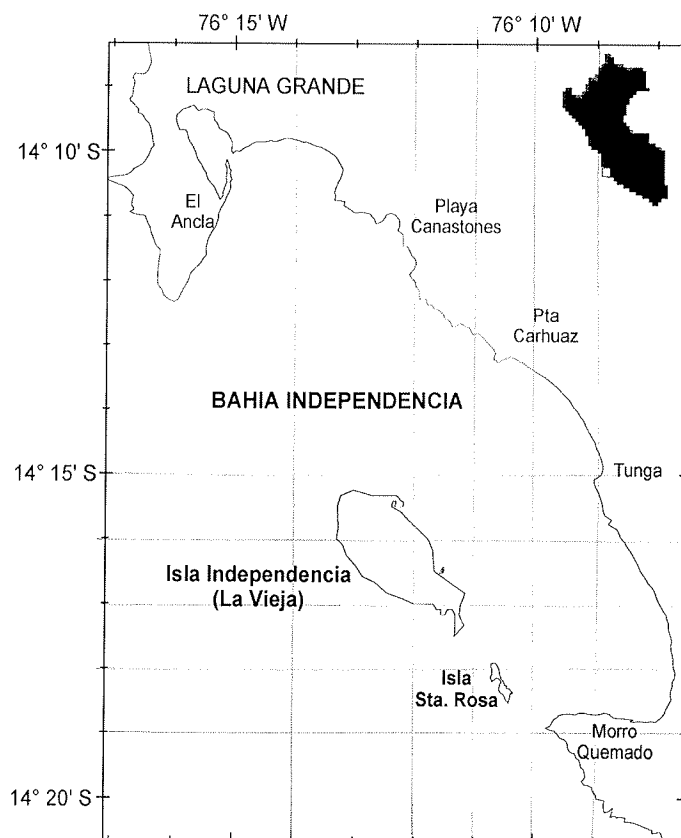 76° 15' W
76° 10' W
LAGUNA GRANDE
14° 10' S
El
Ancla
Playa
Canastones
Pta
Carhuaz
BAHIA INDEPENDENCIA
14° 15' S
Tunga
Isla Independencia
(La Vieja)
Isla
Sta. Rosa
Morro
Quemado
14° 20' S